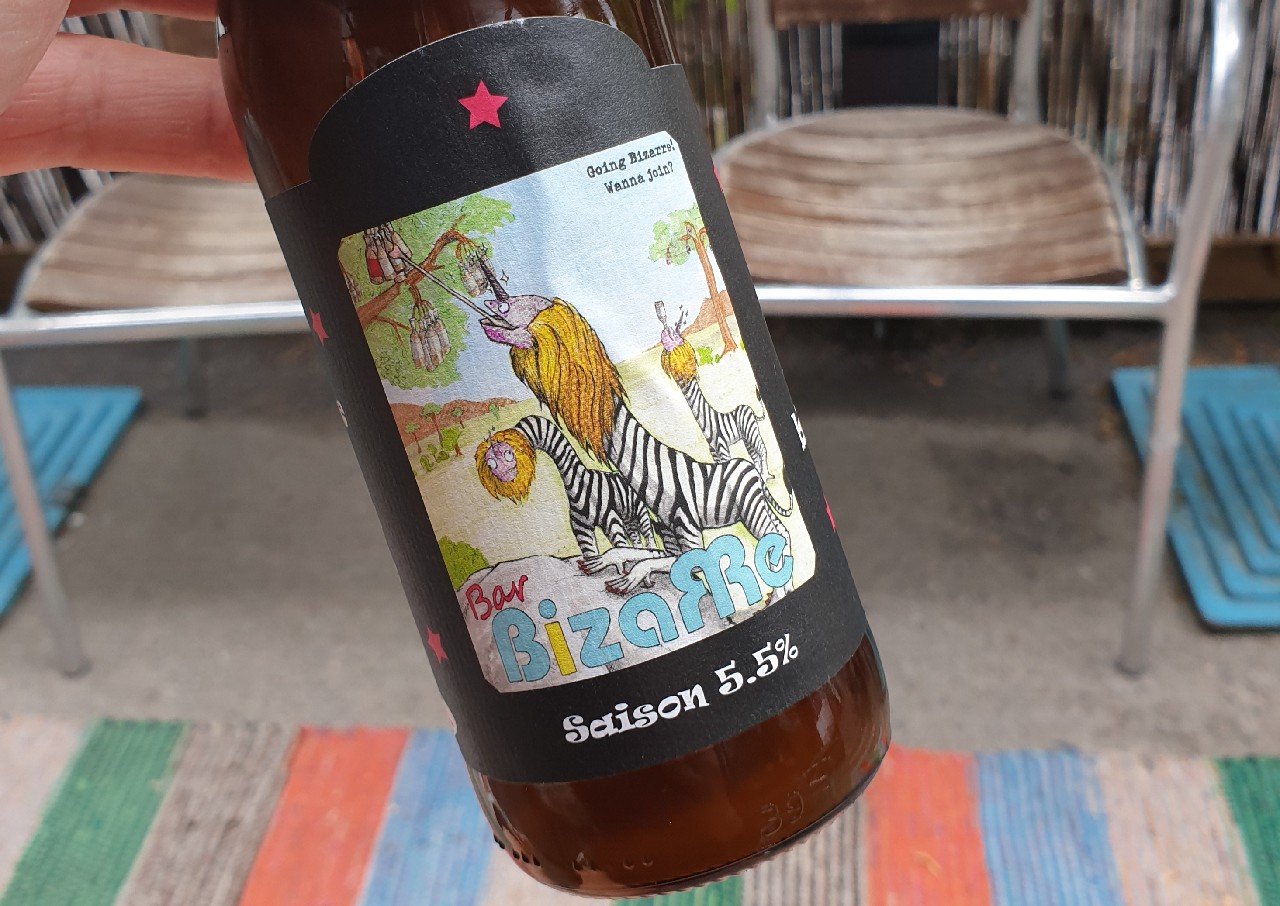 Going Bizarre!
Wanna join?
Bar
BizaRRe
Saison 5.5%